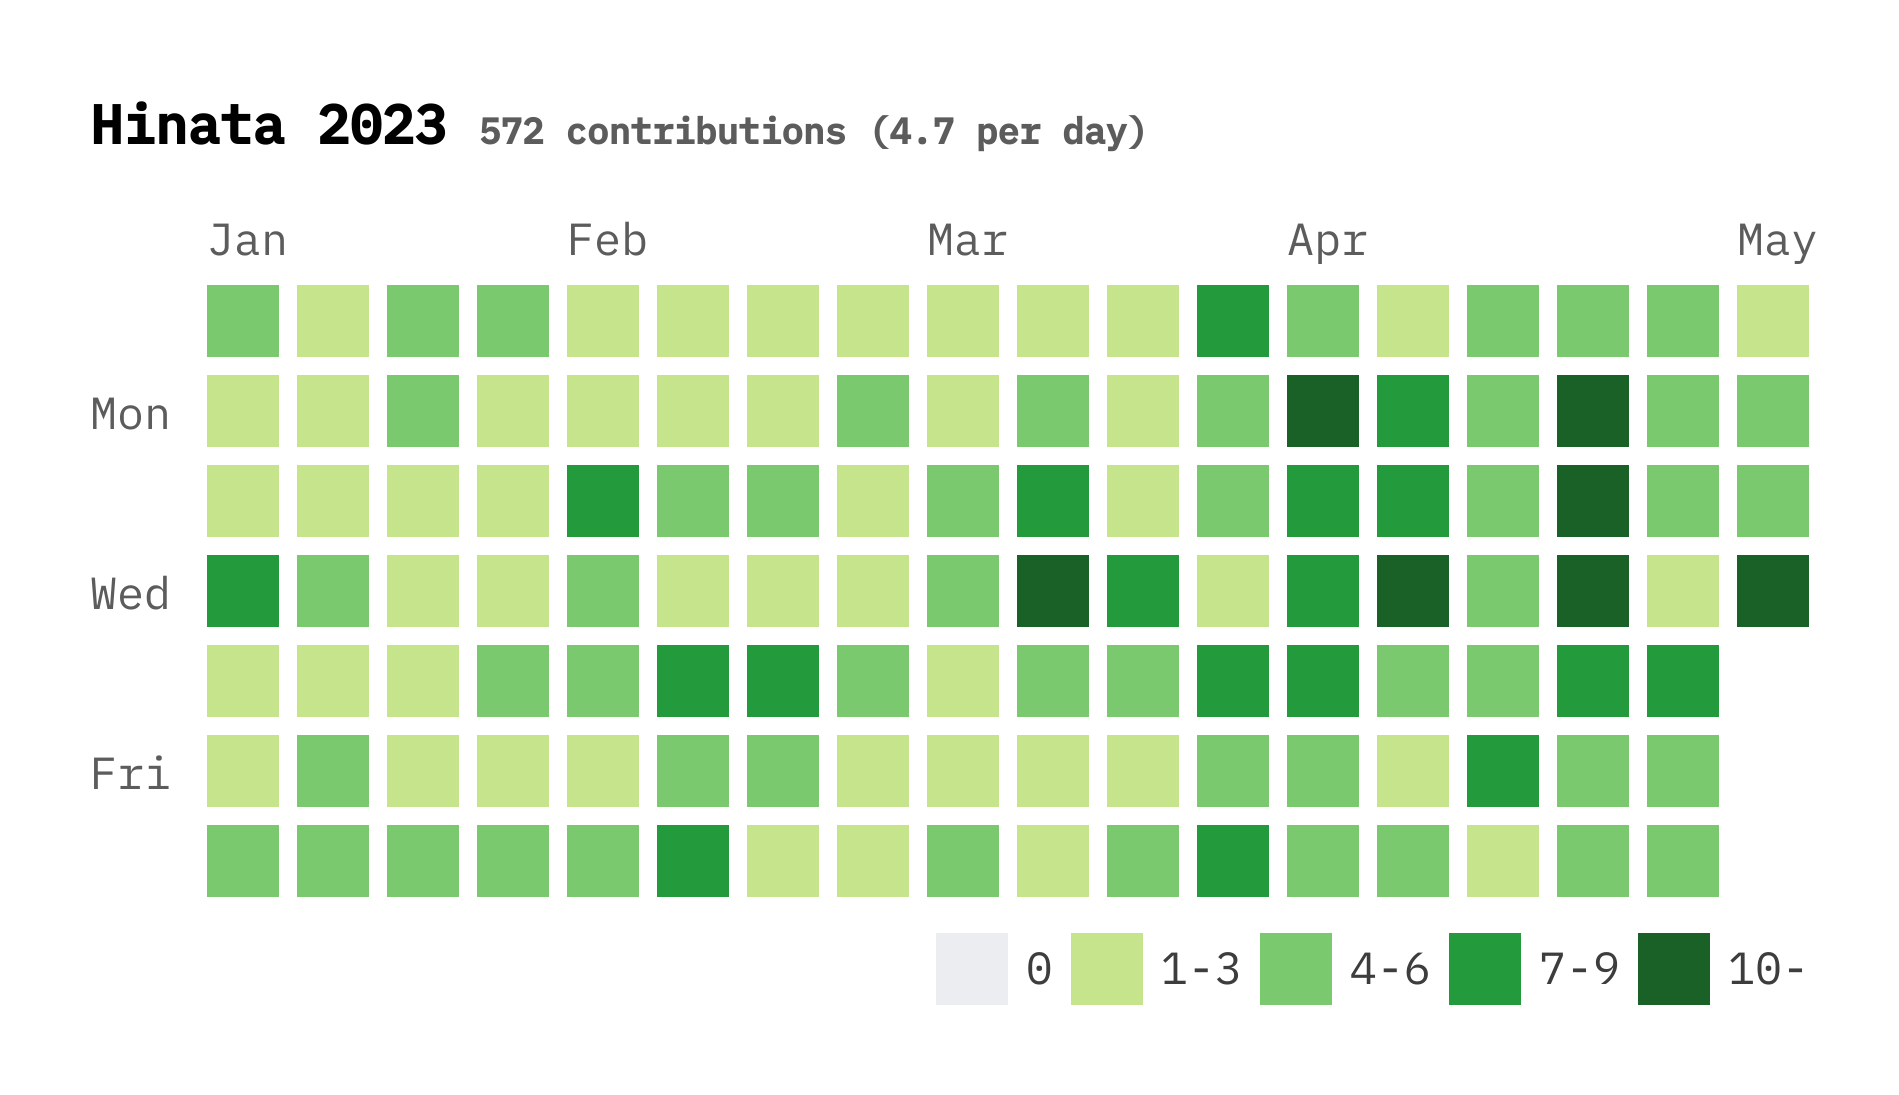 Hinata 2023 572 contributions (4.7 per day)
Jan Feb Mar Apr May
Mon
Wed
Fri
0 1-3 4-6 7-9 10-